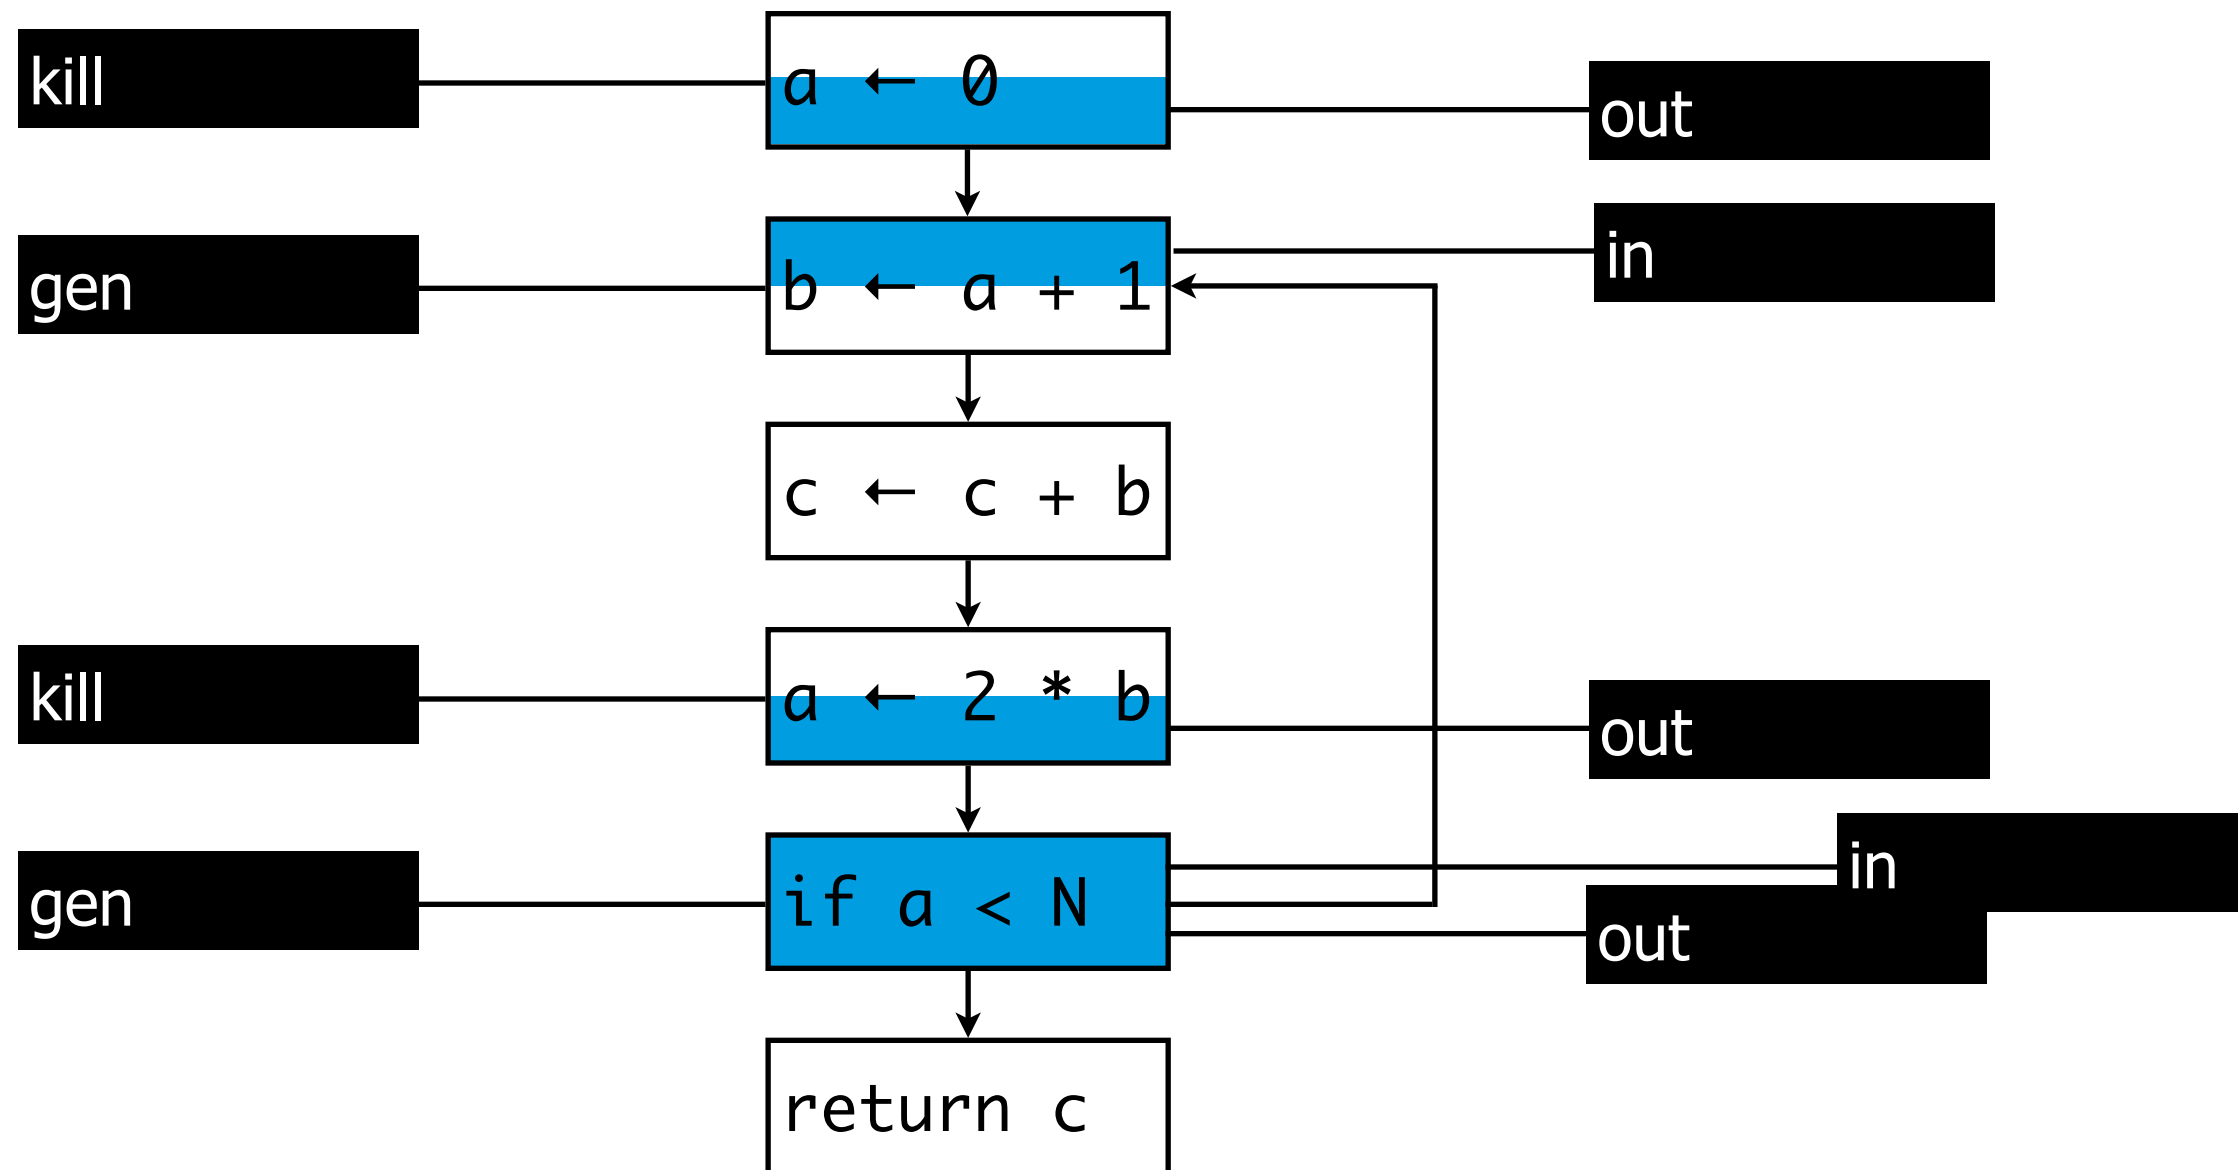 kill
a ← 0
out
gen
b ← a + 1
in
c ← c + b
kill
a ← 2 * b
out
gen
if a < N
in
out
return c